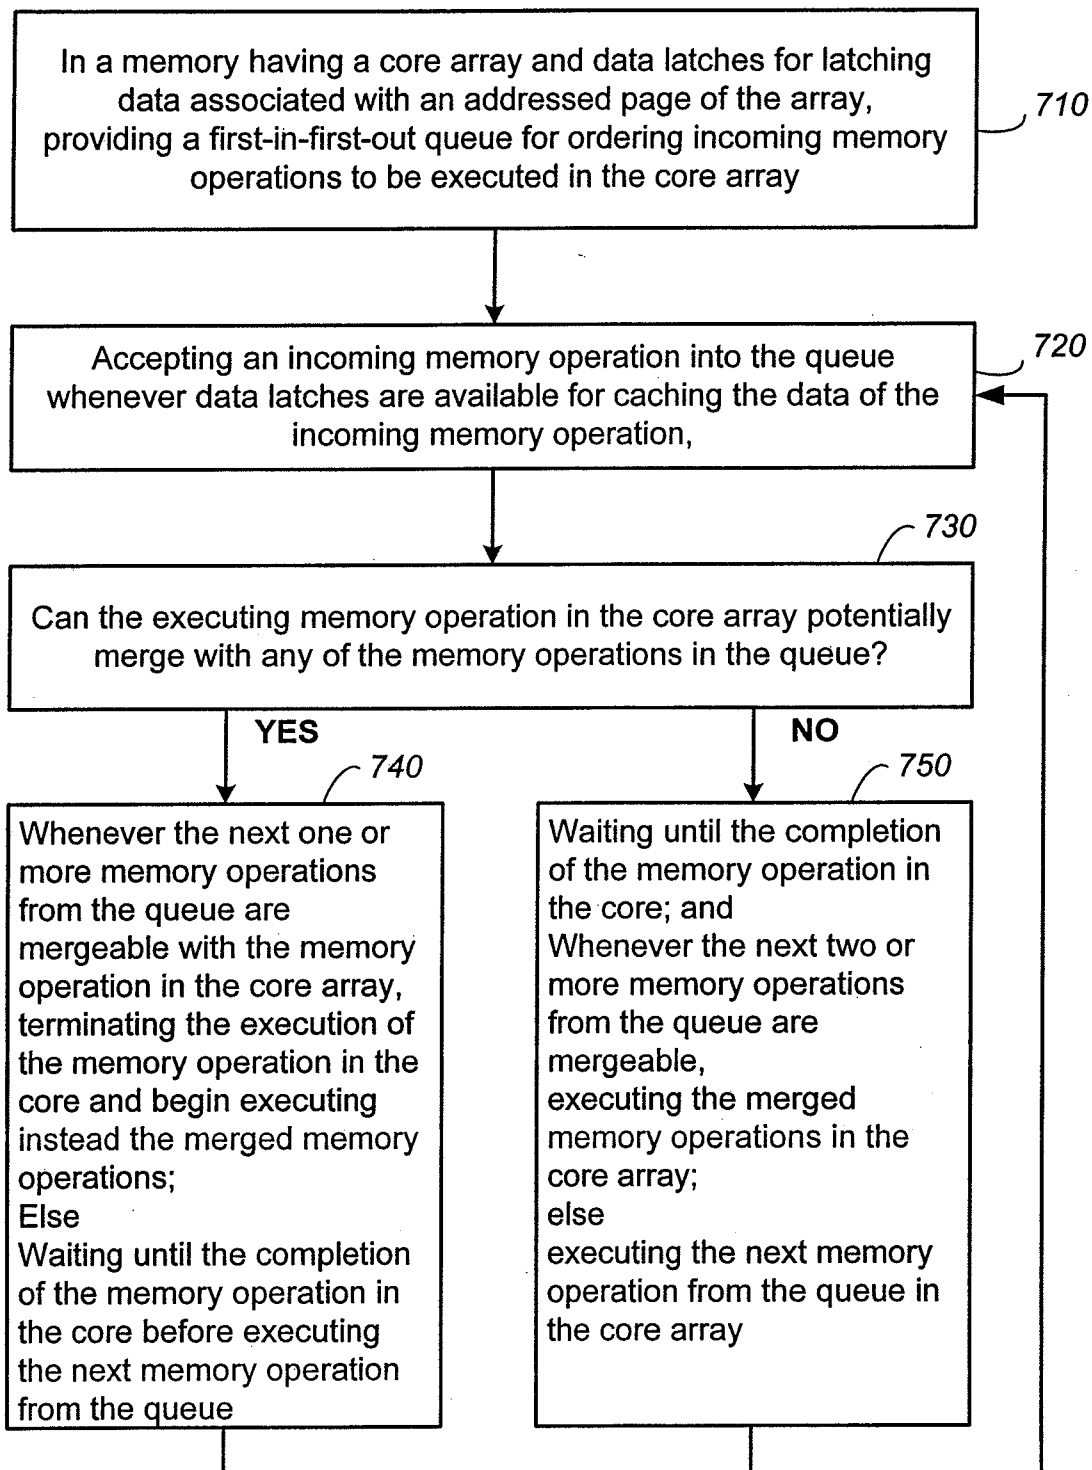 In a memory having a core array and data latches for latching
data associated with an addressed page of the array,
providing a first-in-first-out queue for ordering incoming memory
operations to be executed in the core array
710
Accepting an incoming memory operation into the queue
whenever data latches are available for caching the data of the
incoming memory operation,
720
730
Can the executing memory operation in the core array potentially
merge with any of the memory operations in the queue?
YES
NO
740
Whenever the next one or
more memory operations
from the queue are
mergeable with the memory
operation in the core array,
terminating the execution of
the memory operation in the
core and begin executing
instead the merged memory
operations;
Else
Waiting until the completion
of the memory operation in
the core before executing
the next memory operation
from the queue
750
Waiting until the completion
of the memory operation in
the core; and
Whenever the next two or
more memory operations
from the queue are
mergeable,
executing the merged
memory operations in the
core array;
else
executing the next memory
operation from the queue in
the core array